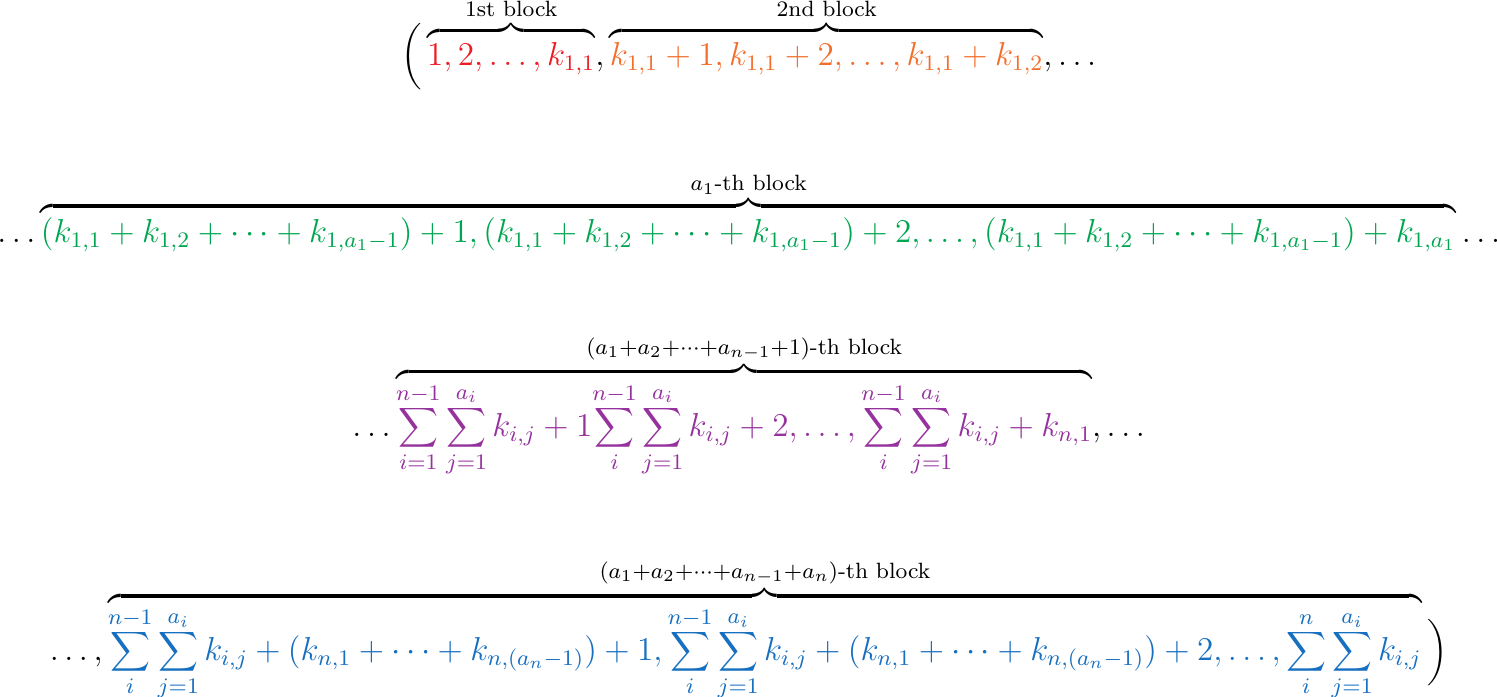 1st block 2nd block
$\Big( \overbrace{1, 2, \ldots, k_{1,1}}, \overbrace{k_{1,1} + 1, k_{1,1} + 2, \ldots, k_{1,1} + k_{1,2}}, \ldots$
$a_1$-th block
$\ldots \overbrace{(k_{1,1} + k_{1,2} + \cdots + k_{1,a_1-1}) + 1, (k_{1,1} + k_{1,2} + \cdots + k_{1,a_1-1}) + 2, \ldots, (k_{1,1} + k_{1,2} + \cdots + k_{1,a_1-1}) + k_{1,a_1}} \ldots$
$(a_1+a_2+\cdots+a_{n-1}+1)$-th block
$\ldots \overbrace{\sum_{i=1}^{n-1} \sum_{j=1}^{a_i} k_{i,j} + 1 \sum_{i}^{n-1} \sum_{j=1}^{a_i} k_{i,j} + 2, \ldots, \sum_{i}^{n-1} \sum_{j=1}^{a_i} k_{i,j} + k_{n,1}}, \ldots$
$(a_1+a_2+\cdots+a_{n-1}+a_n)$-th block
$\ldots, \overbrace{\sum_{i}^{n-1} \sum_{j=1}^{a_i} k_{i,j} + (k_{n,1} + \cdots + k_{n,(a_n-1)}) + 1, \sum_{i}^{n-1} \sum_{j=1}^{a_i} k_{i,j} + (k_{n,1} + \cdots + k_{n,(a_n-1)}) + 2, \ldots, \sum_{i}^{n} \sum_{j=1}^{a_i} k_{i,j}} \Big)$